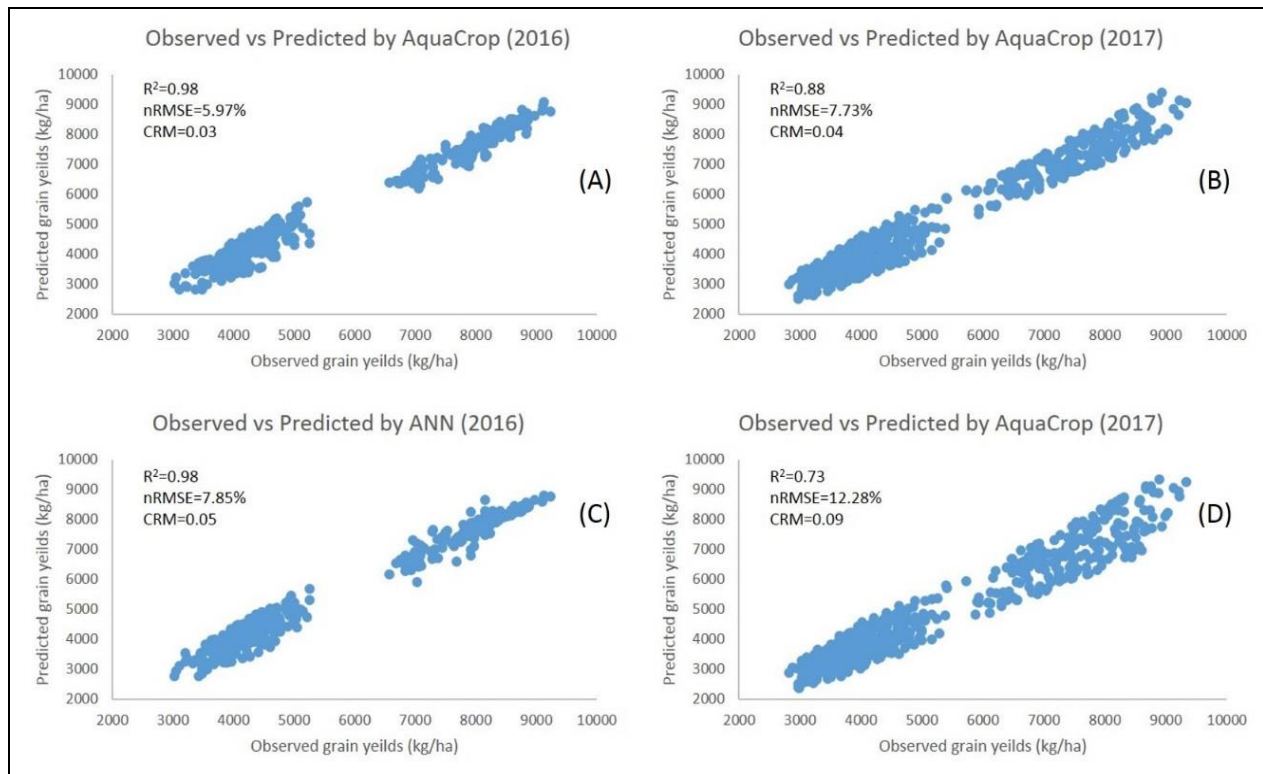 Observed vs Predicted by AquaCrop (2016)
R²=0.98
nRMSE=5.97%
CRM=0.03
(A)
Predicted grain yeilds (kg/ha)
10000
9000
8000
7000
6000
5000
4000
3000
2000
2000 3000 4000 5000 6000 7000 8000 9000 10000
Observed grain yeilds (kg/ha)
Observed vs Predicted by AquaCrop (2017)
R²=0.88
nRMSE=7.73%
CRM=0.04
(B)
Predicted grain yeilds (kg/ha)
10000
9000
8000
7000
6000
5000
4000
3000
2000
2000 3000 4000 5000 6000 7000 8000 9000 10000
Observed grain yeilds (kg/ha)
Observed vs Predicted by ANN (2016)
R²=0.98
nRMSE=7.85%
CRM=0.05
(C)
Predicted grain yeilds (kg/ha)
10000
9000
8000
7000
6000
5000
4000
3000
2000
2000 3000 4000 5000 6000 7000 8000 9000 10000
Observed grain yeilds (kg/ha)
Observed vs Predicted by AquaCrop (2017)
R²=0.73
nRMSE=12.28%
CRM=0.09
(D)
Predicted grain yeilds (kg/ha)
10000
9000
8000
7000
6000
5000
4000
3000
2000
2000 3000 4000 5000 6000 7000 8000 9000 10000
Observed grain yeilds (kg/ha)